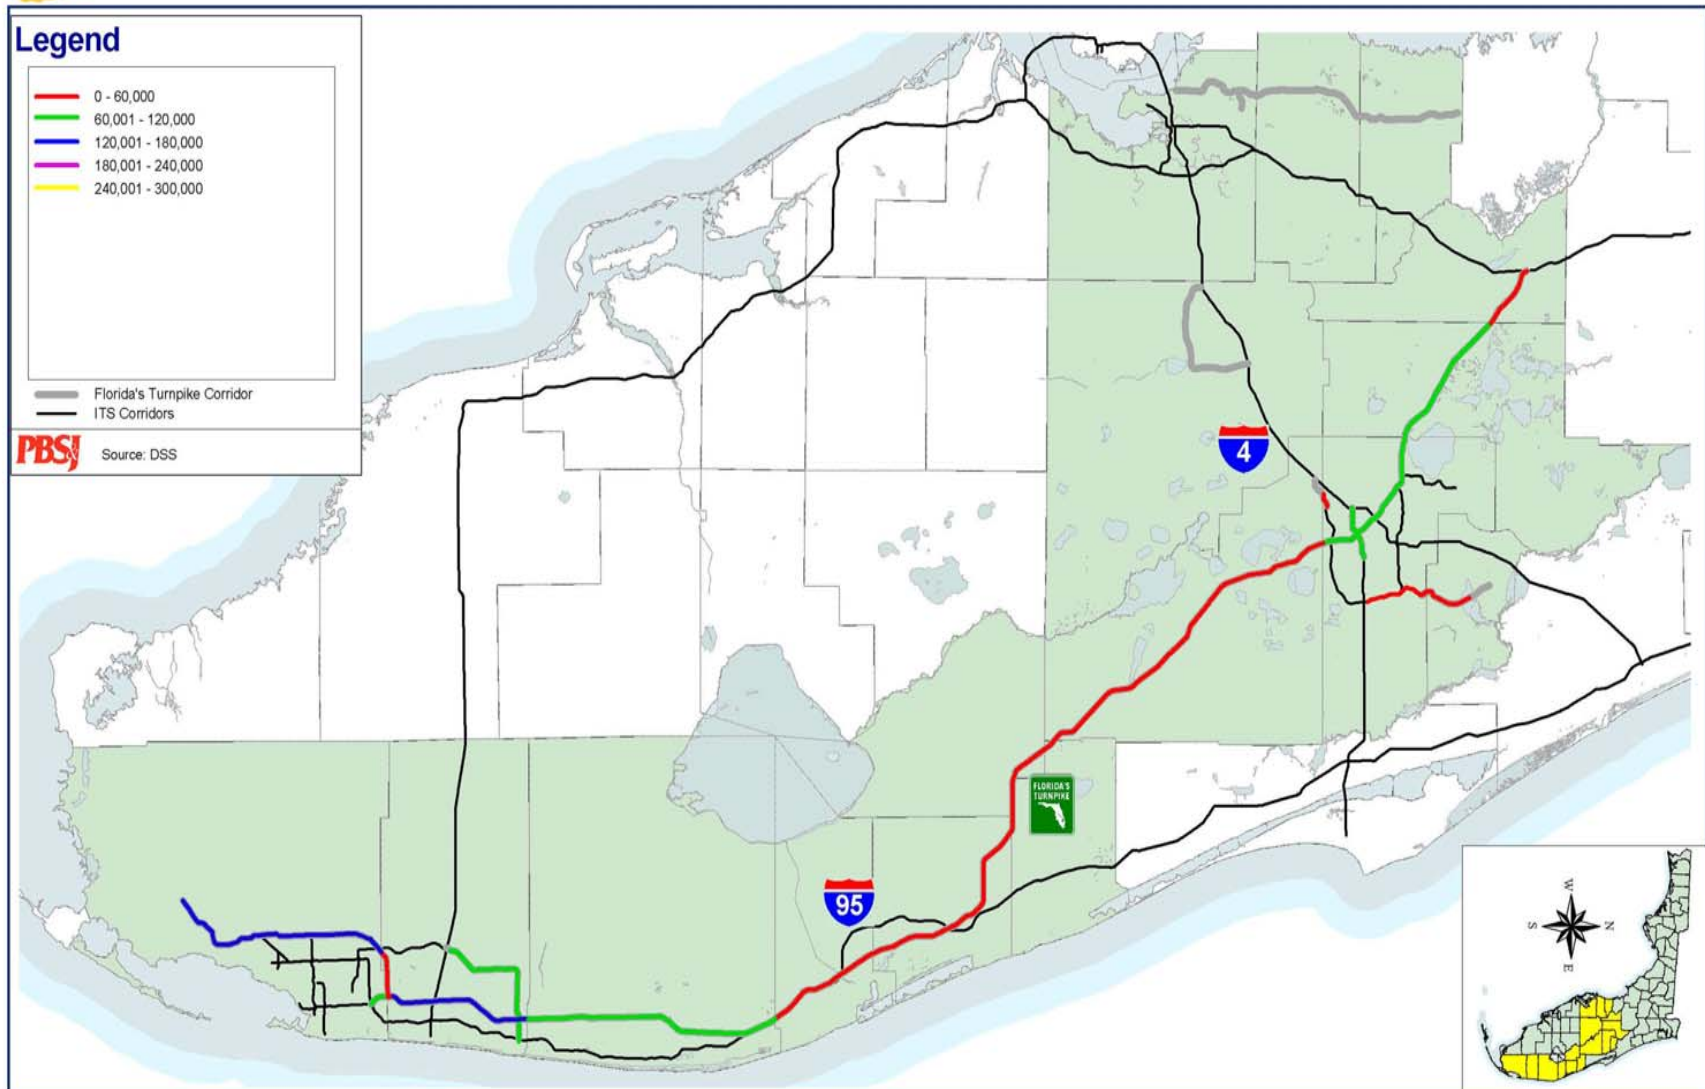 Legend
0 - 60,000
60,001 - 120,000
120,001 - 180,000
180,001 - 240,000
240,001 - 300,000
Florida's Turnpike Corridor
ITS Corridors
PBSJ
Source: DSS
4
FLORIDA'S
TURNPIKE
95
W
S
N
E